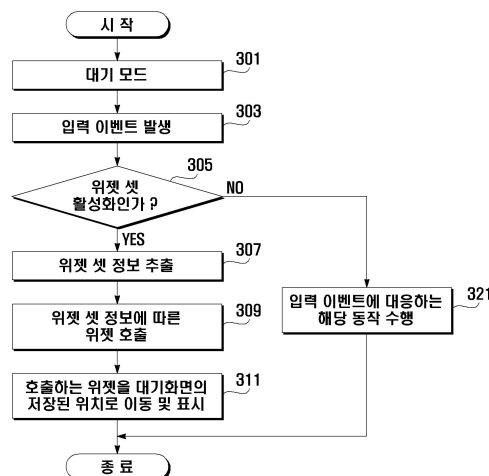 시 작
301
대기 모드
303
입력 이벤트 발생
305
위젯 셋
활성화인가 ?
NO
YES
307
위젯 셋 정보 추출
309
위젯 셋 정보에 따른
위젯 호출
321
입력 이벤트에 대응하는
해당 동작 수행
311
호출하는 위젯을 대기화면의
저장된 위치로 이동 및 표시
종 료